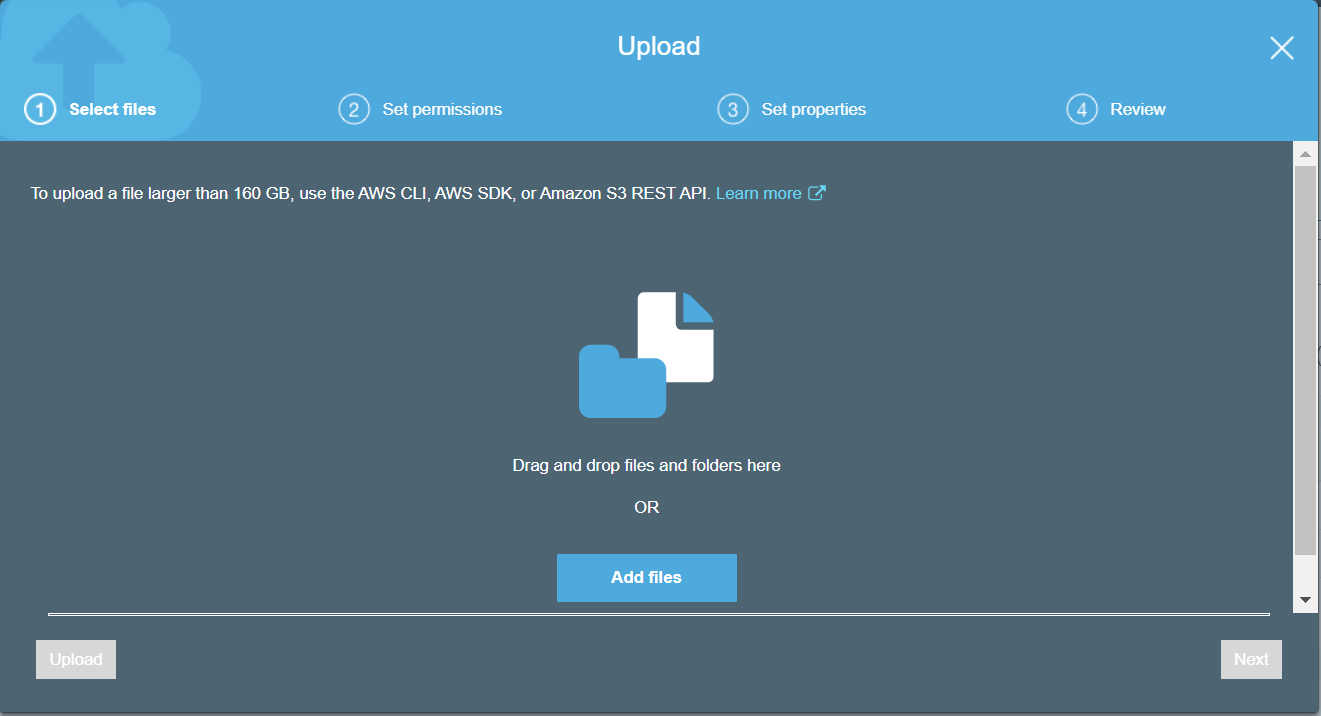 Upload
1 Select files 2 Set permissions 3 Set properties 4 Review
To upload a file larger than 160 GB, use the AWS CLI, AWS SDK, or Amazon S3 REST API. Learn more
Drag and drop files and folders here
OR
Add files
Upload Next